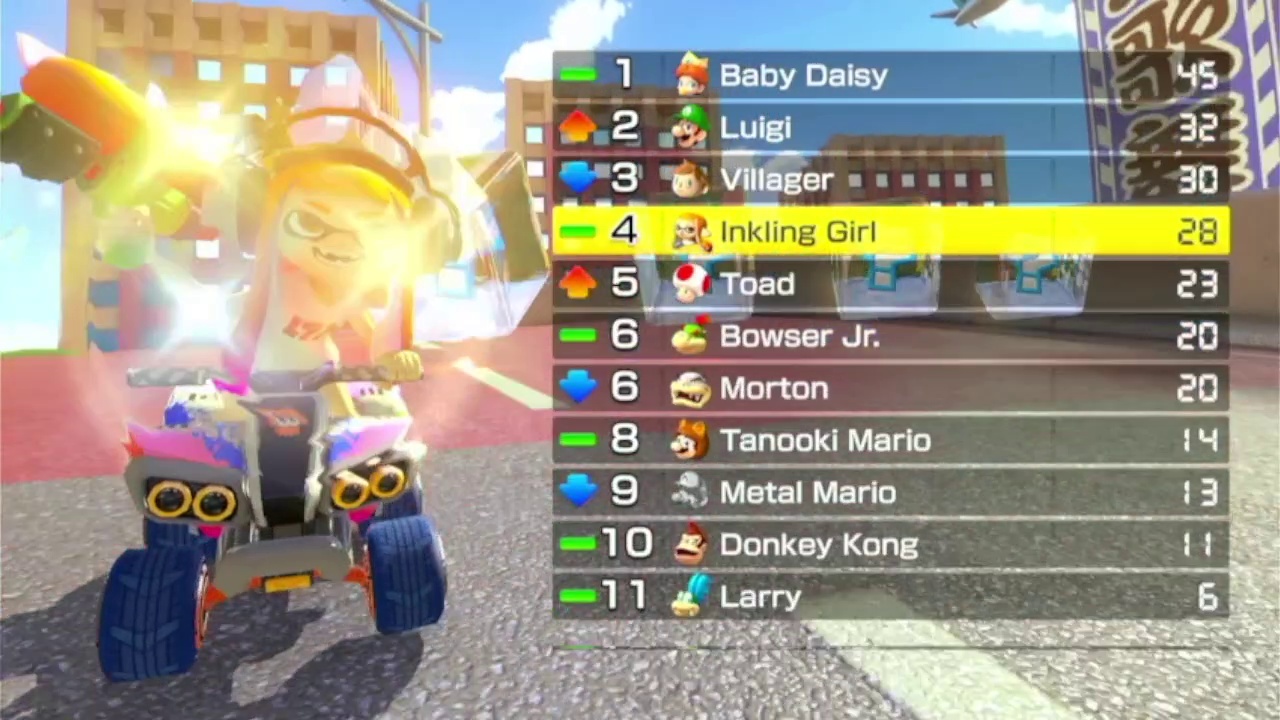 1 Baby Daisy 45
2 Luigi 32
3 Villager 30
4 Inkling Girl 28
5 Toad 23
6 Bowser Jr. 20
6 Morton 20
8 Tanooki Mario 14
9 Metal Mario 13
10 Donkey Kong 11
11 Larry 6